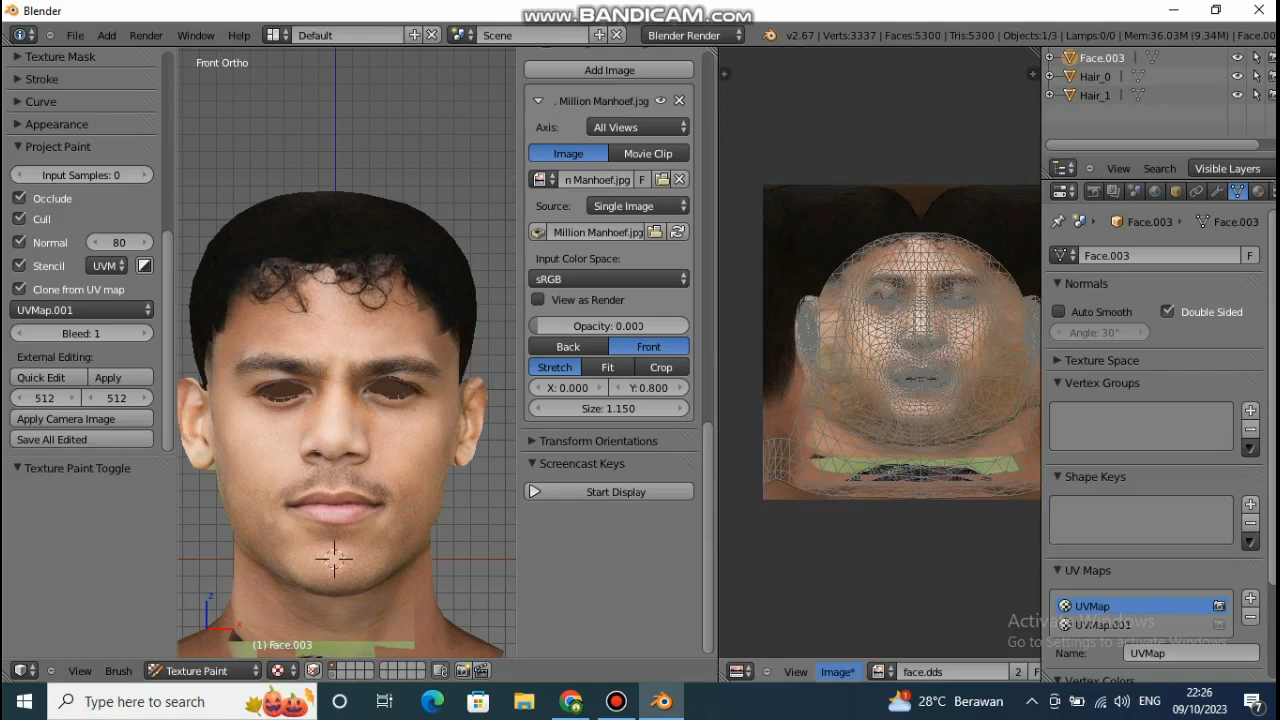 www.BANDICAM.com
Blender
File Add Render Window Help
Default
Scene
Blender Render
v2.67 | Verts:3337 | Faces:5300 | Tris:5300 | Objects:1/3 | Lamps:0/0 | Mem:36.03M (9.34M) | Face.00
Texture Mask
Stroke
Curve
Appearance
Project Paint
Input Samples: 0
Occlude
Cull
Normal 80
Stencil UVM
Clone from UV map
UVMap.001
Bleed: 1
External Editing:
Quick Edit Apply
512 512
Apply Camera Image
Save All Edited
Texture Paint Toggle
Front Ortho
(1) Face.003
View Brush Texture Paint
Add Image
. Million Manhoef.jpg
Axis: All Views
Image Movie Clip
n Manhoef.jpg F
Source: Single Image
Million Manhoef.jpg
Input Color Space:
sRGB
View as Render
Opacity: 0.000
Back Front
Stretch Fit Crop
X: 0.000 Y: 0.800
Size: 1.150
Transform Orientations
Screencast Keys
Start Display
View Image* face.dds 2 F
Face.003
Hair_0
Hair_1
View Search Visible Layers
Face.003 Face.003
Face.003 F
Normals
Auto Smooth Double Sided
Angle: 30°
Texture Space
Vertex Groups
Shape Keys
UV Maps
UVMap
UVMap.001
Name: UVMap
Vertex Colors
Activate Windows
Go to Settings to activate Windows.
Type here to search
1
28°C Berawan
ENG
22:26
09/10/2023
7